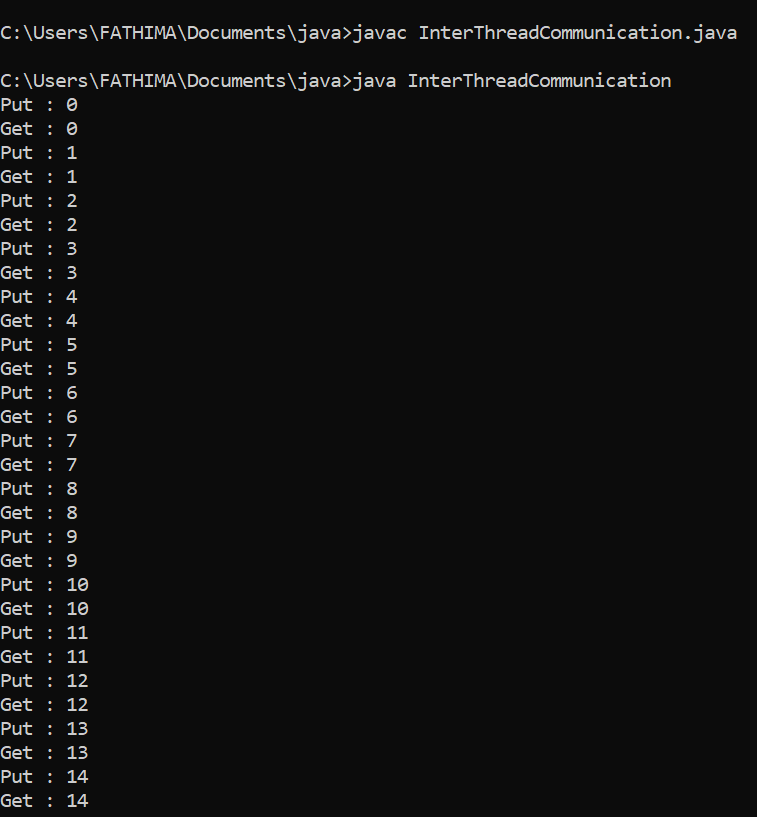 C:\Users\FATHIMA\Documents\java>javac InterThreadCommunication.java
C:\Users\FATHIMA\Documents\java>java InterThreadCommunication
Put : 0
Get : 0
Put : 1
Get : 1
Put : 2
Get : 2
Put : 3
Get : 3
Put : 4
Get : 4
Put : 5
Get : 5
Put : 6
Get : 6
Put : 7
Get : 7
Put : 8
Get : 8
Put : 9
Get : 9
Put : 10
Get : 10
Put : 11
Get : 11
Put : 12
Get : 12
Put : 13
Get : 13
Put : 14
Get : 14